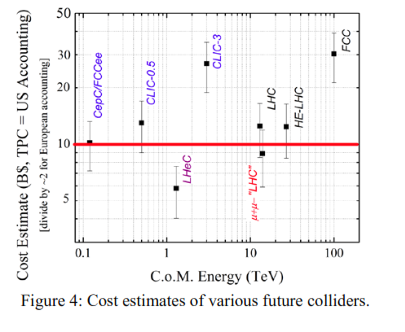 Cost Estimate (B$, TPC = US Accounting)
[divide by ~2 for European accounting]
50
30
20
10
5
CepC/FCCee
CLIC-0.5
CLIC-3
LHeC
LHC
μ+μ- "LHC"
HE-LHC
FCC
0.1
1
10
100
C.o.M. Energy (TeV)
Figure 4: Cost estimates of various future colliders.